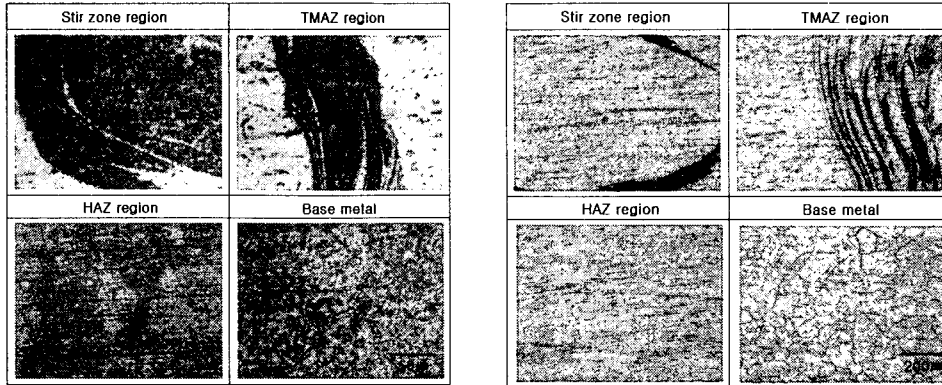 Stir zone region
TMAZ region
HAZ region
Base metal
Stir zone region
TMAZ region
HAZ region
Base metal